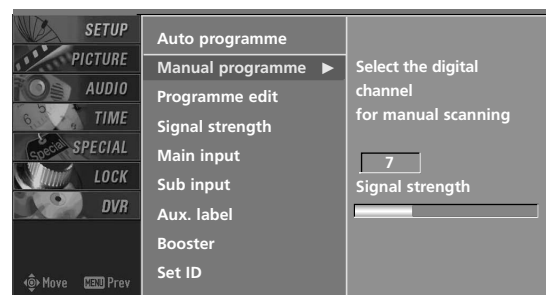 SETUP
PICTURE
AUDIO
TIME
SPECIAL
LOCK
DVR
Move MENU Prev
Auto programme
Manual programme ▶
Programme edit
Signal strength
Main input
Sub input
Aux. label
Booster
Set ID
Select the digital
channel
for manual scanning
7
Signal strength